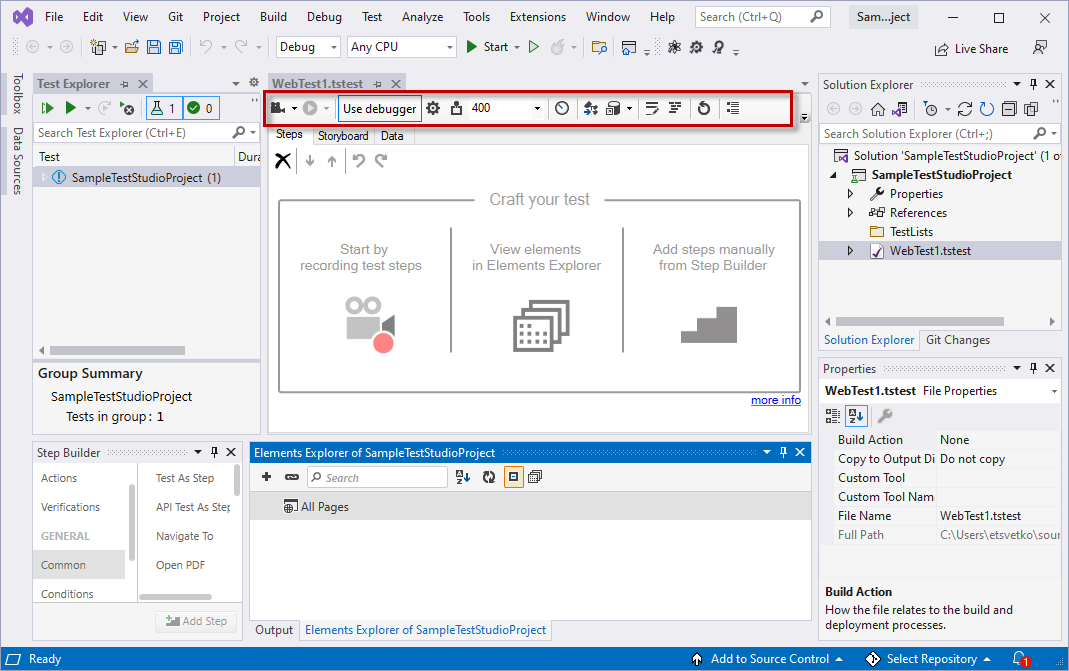 File Edit View Git Project Build Debug Test Analyze Tools Extensions Window Help Search (Ctrl+Q) Sam...ject
Debug Any CPU Start Live Share
Toolbox
Data Sources
Test Explorer
1 0
Search Test Explorer (Ctrl+E)
Test Dura
SampleTestStudioProject (1)
Group Summary
SampleTestStudioProject
Tests in group: 1
WebTest1.tstest
Use debugger 400
Steps Storyboard Data
Craft your test
Start by
recording test steps
View elements
in Elements Explorer
Add steps manually
from Step Builder
more info
Solution Explorer
Search Solution Explorer (Ctrl+;)
Solution 'SampleTestStudioProject' (1 o
SampleTestStudioProject
Properties
References
TestLists
WebTest1.tstest
Solution Explorer Git Changes
Properties
WebTest1.tstest File Properties
Build Action None
Copy to Output Di Do not copy
Custom Tool
Custom Tool Nam
File Name WebTest1.tstest
Full Path C:\Users\etsvetko\sour
Build Action
How the file relates to the build and
deployment processes.
Step Builder
Actions
Verifications
GENERAL
Common
Conditions
Test As Step
API Test As Step
Navigate To
Open PDF
Add Step
Elements Explorer of SampleTestStudioProject
Search
All Pages
Output Elements Explorer of SampleTestStudioProject
Ready Add to Source Control Select Repository 1